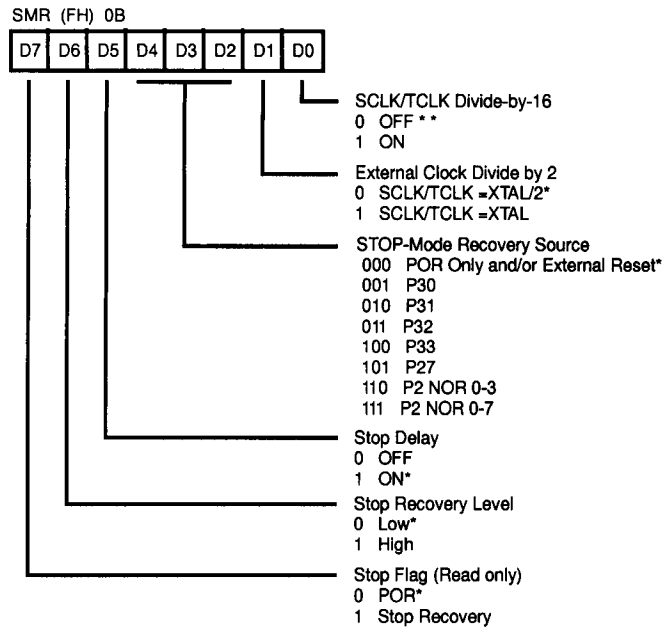 SMR (FH) 0B
D7 D6 D5 D4 D3 D2 D1 D0
SCLK/TCLK Divide-by-16
0 OFF * *
1 ON
External Clock Divide by 2
0 SCLK/TCLK =XTAL/2*
1 SCLK/TCLK =XTAL
STOP-Mode Recovery Source
000 POR Only and/or External Reset*
001 P30
010 P31
011 P32
100 P33
101 P27
110 P2 NOR 0-3
111 P2 NOR 0-7
Stop Delay
0 OFF
1 ON*
Stop Recovery Level
0 Low*
1 High
Stop Flag (Read only)
0 POR*
1 Stop Recovery